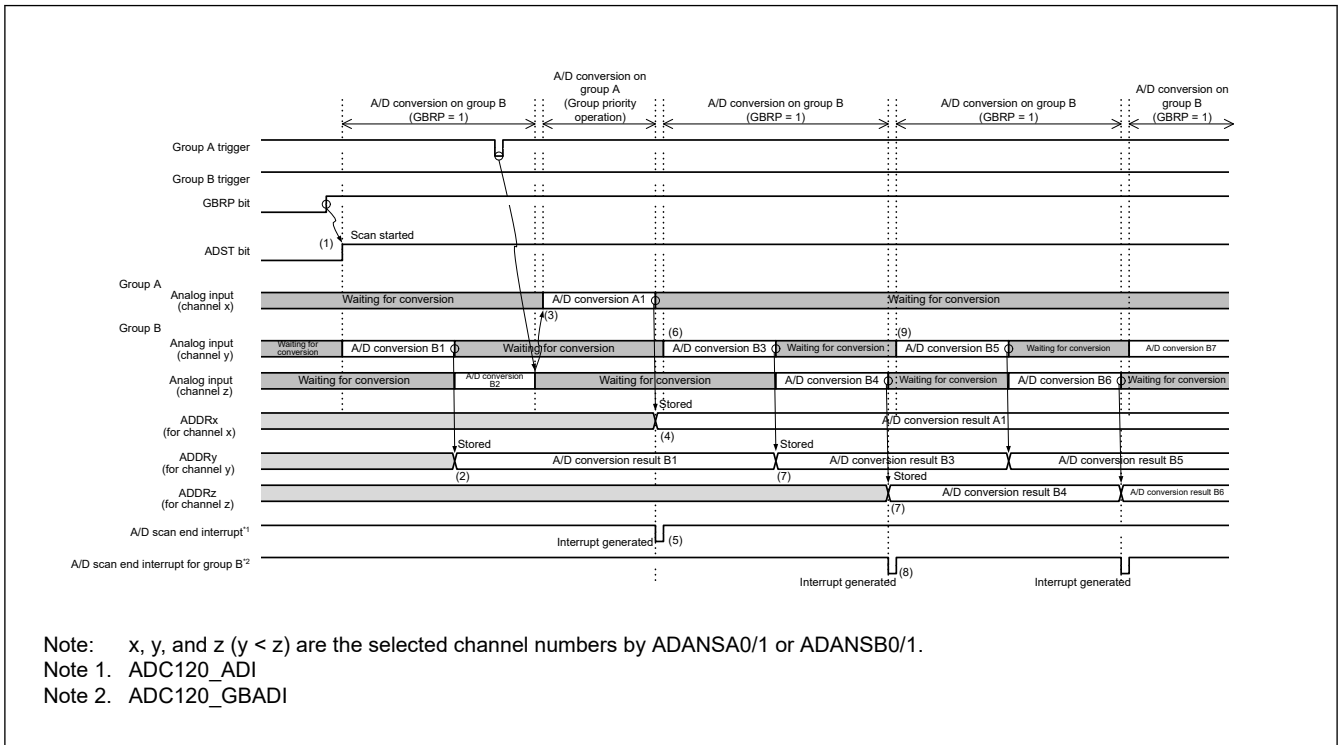 A/D conversion on group B
(GBRP = 1)
A/D conversion on
group A
(Group priority
operation)
A/D conversion on group B
(GBRP = 1)
A/D conversion on group B
(GBRP = 1)
A/D conversion on
group B
(GBRP = 1)
Group A trigger
Group B trigger
GBRP bit
(1)
Scan started
ADST bit
Group A
Analog input
(channel x)
Waiting for conversion
A/D conversion A1
Waiting for conversion
(3)
Group B
(6)
(9)
Analog input
(channel y)
Waiting for
conversion
A/D conversion B1
Waiting for conversion
A/D conversion B3
Waiting for conversion
A/D conversion B5
Waiting for conversion
A/D conversion B7
Analog input
(channel z)
Waiting for conversion
A/D conversion
B2
Waiting for conversion
A/D conversion B4
Waiting for conversion
A/D conversion B6
Waiting for conversion
Stored
ADDRx
(for channel x)
A/D conversion result A1
(4)
Stored
Stored
ADDRy
(for channel y)
A/D conversion result B1
A/D conversion result B3
A/D conversion result B5
(2)
(7)
Stored
ADDRz
(for channel z)
A/D conversion result B4
A/D conversion result B6
(7)
A/D scan end interrupt*1
Interrupt generated
(5)
A/D scan end interrupt for group B*2
(8)
Interrupt generated
Interrupt generated
Note: x, y, and z (y < z) are the selected channel numbers by ADANSA0/1 or ADANSB0/1.
Note 1. ADC120_ADI
Note 2. ADC120_GBADI